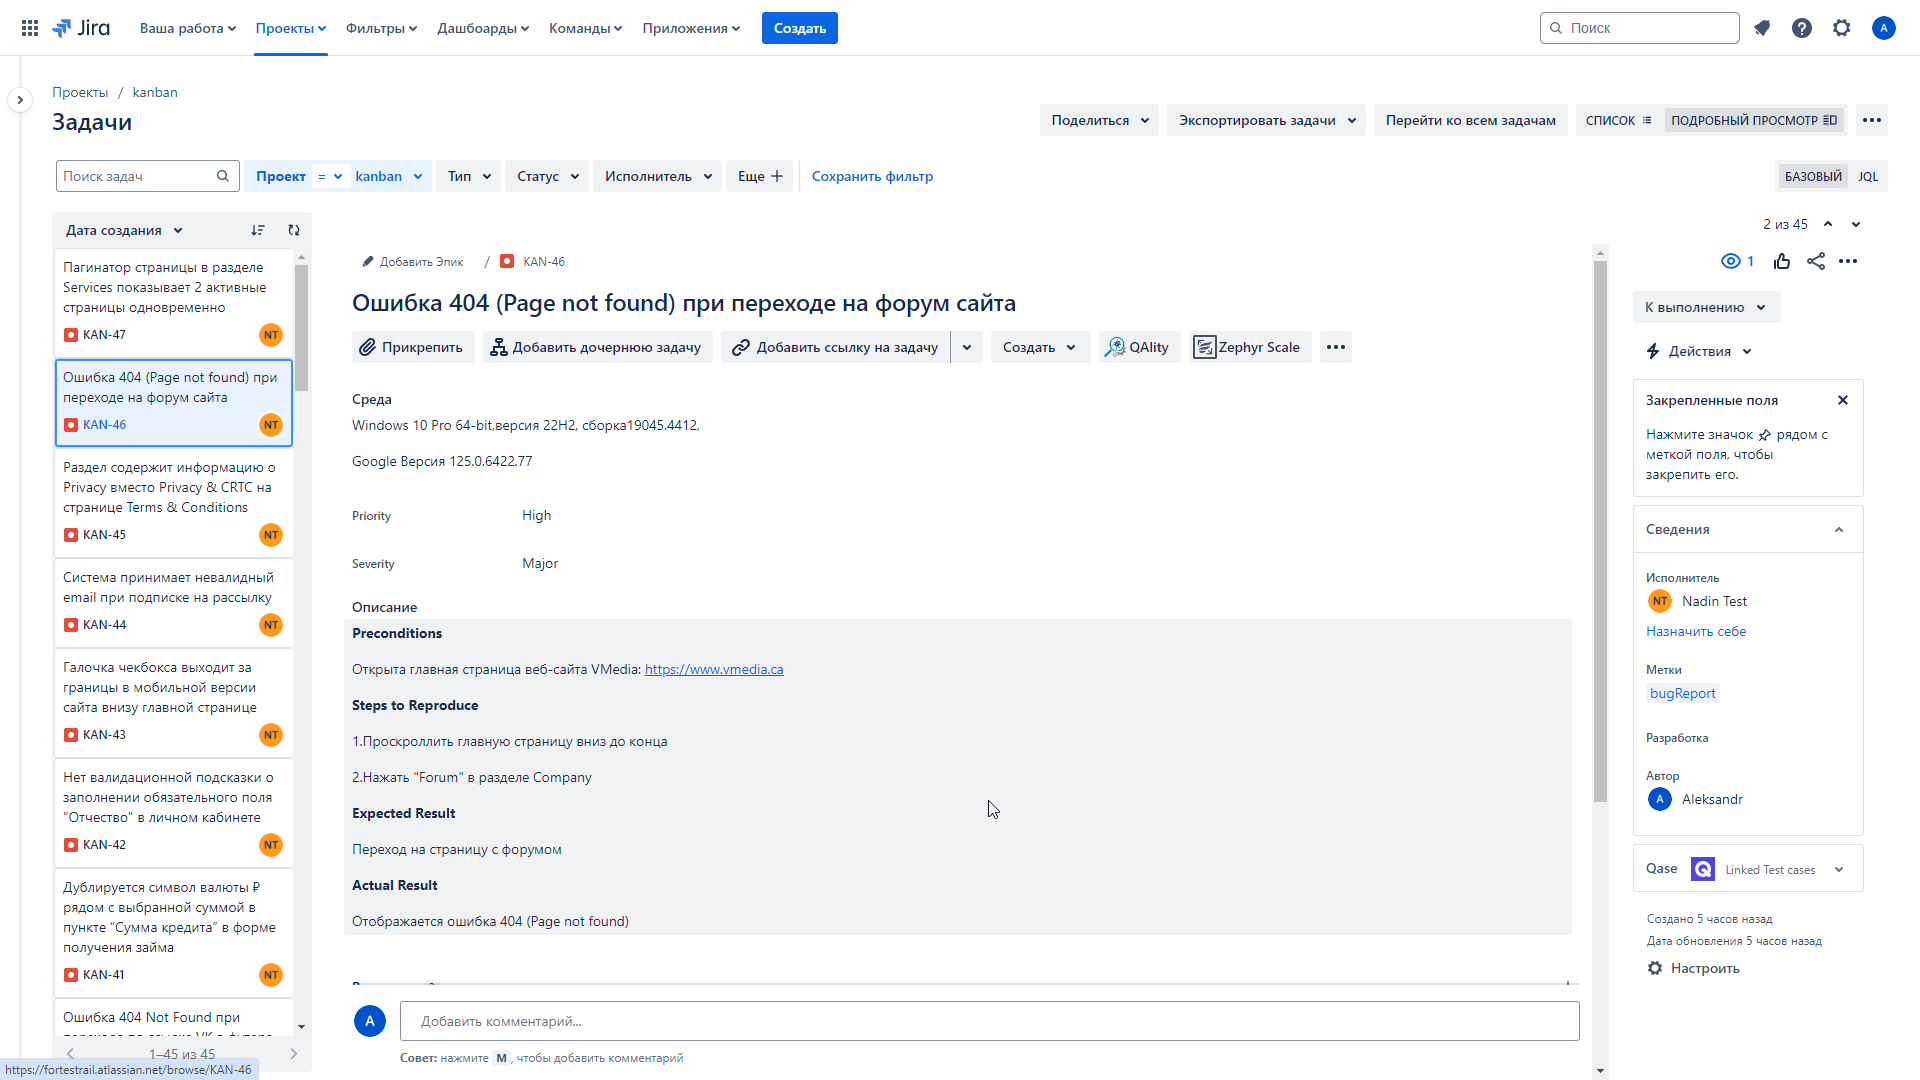 Jira
Ваша работа
Проекты
Фильтры
Дашборды
Команды
Приложения
Создать
Поиск
A
Проекты / kanban
Задачи
Поделиться
Экспортировать задачи
Перейти ко всем задачам
СПИСОК
ПОДРОБНЫЙ ПРОСМОТР
Поиск задач
Проект = kanban
Тип
Статус
Исполнитель
Еще
Сохранить фильтр
БАЗОВЫЙ
JQL
Дата создания
Пагинатор страницы в разделе
Services показывает 2 активные
страницы одновременно
KAN-47
NT
Ошибка 404 (Page not found) при
переходе на форум сайта
KAN-46
NT
Раздел содержит информацию о
Privacy вместо Privacy & CRTC на
странице Terms & Conditions
KAN-45
NT
Система принимает невалидный
email при подписке на рассылку
KAN-44
NT
Галочка чекбокса выходит за
границы в мобильной версии
сайта внизу главной странице
KAN-43
NT
Нет валидационной подсказки о
заполнении обязательного поля
"Отчество" в личном кабинете
KAN-42
NT
Дублируется символ валюты ₽
рядом с выбранной суммой в
пункте “Сумма кредита” в форме
получения займа
KAN-41
NT
Ошибка 404 Not Found при
1–45 из 45
https://fortestrail.atlassian.net/browse/KAN-46
Добавить Эпик / KAN-46
Ошибка 404 (Page not found) при переходе на форум сайта
Прикрепить
Добавить дочернюю задачу
Добавить ссылку на задачу
Создать
QAlity
Zephyr Scale
Среда
Windows 10 Pro 64-bit,версия 22H2, сборка19045.4412,
Google Версия 125.0.6422.77
Priority High
Severity Major
Описание
Preconditions
Открыта главная страница веб-сайта VMedia: https://www.vmedia.ca
Steps to Reproduce
1.Проскроллить главную страницу вниз до конца
2.Нажать "Forum" в разделе Company
Expected Result
Переход на страницу с форумом
Actual Result
Отображается ошибка 404 (Page not found)
A
Добавить комментарий...
Совет: нажмите M , чтобы добавить комментарий
2 из 45
1
К выполнению
Действия
Закрепленные поля
Нажмите значок рядом с
меткой поля, чтобы
закрепить его.
Сведения
Исполнитель
NT Nadin Test
Назначить себе
Метки
bugReport
Разработка
Автор
A Aleksandr
Qase Linked Test cases
Создано 5 часов назад
Дата обновления 5 часов назад
Настроить